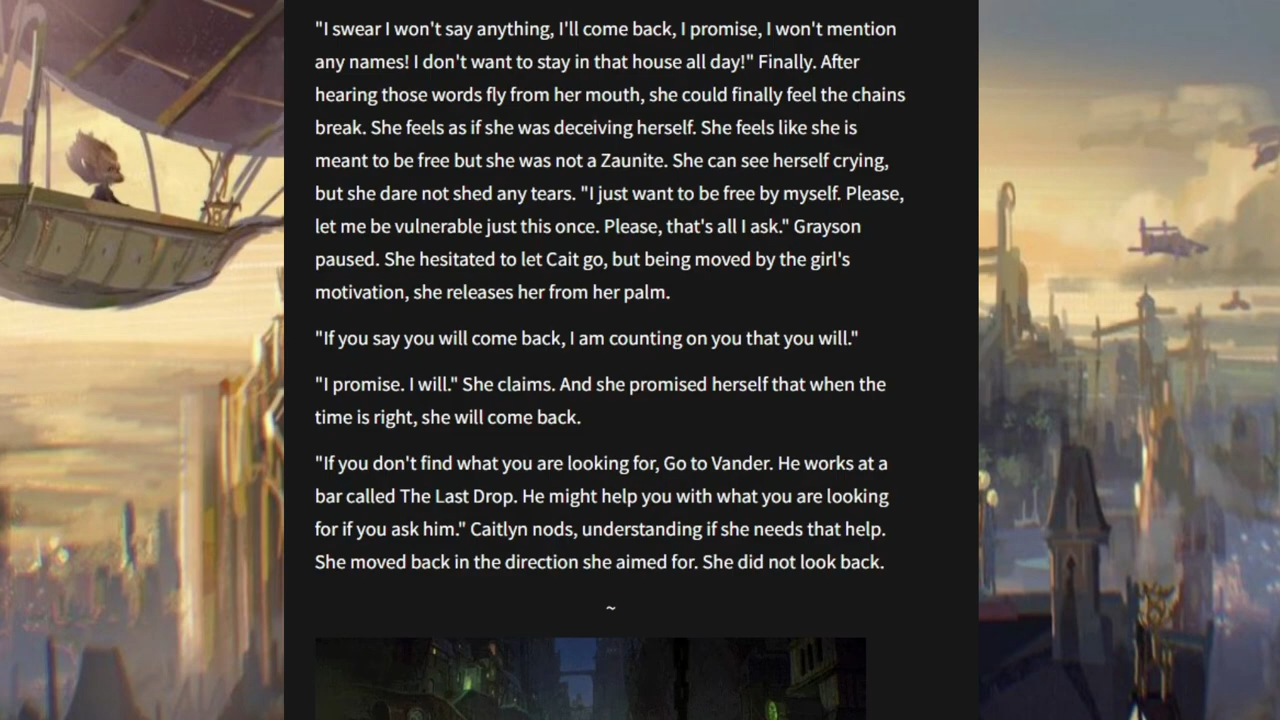 "I swear I won't say anything, I'll come back, I promise, I won't mention
any names! I don't want to stay in that house all day!" Finally. After
hearing those words fly from her mouth, she could finally feel the chains
break. She feels as if she was deceiving herself. She feels like she is
meant to be free but she was not a Zaunite. She can see herself crying,
but she dare not shed any tears. "I just want to be free by myself. Please,
let me be vulnerable just this once. Please, that's all I ask." Grayson
paused. She hesitated to let Cait go, but being moved by the girl's
motivation, she releases her from her palm.
"If you say you will come back, I am counting on you that you will."
"I promise. I will." She claims. And she promised herself that when the
time is right, she will come back.
"If you don't find what you are looking for, Go to Vander. He works at a
bar called The Last Drop. He might help you with what you are looking
for if you ask him." Caitlyn nods, understanding if she needs that help.
She moved back in the direction she aimed for. She did not look back.
~